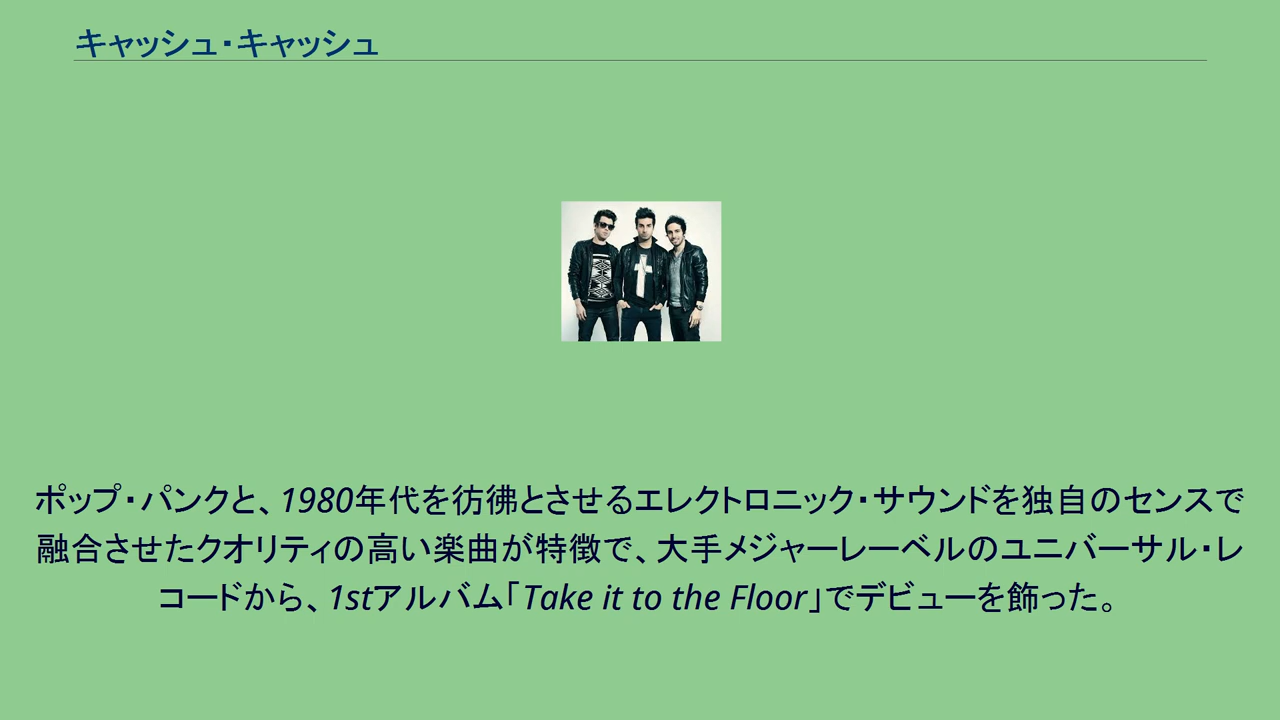 キャッシュ・キャッシュ
ポップ・パンクと、1980年代を彷彿とさせるエレクトロニック・サウンドを独自のセンスで
融合させたクオリティの高い楽曲が特徴で、大手メジャーレーベルのユニバーサル・レ
コードから、1stアルバム「Take it to the Floor」でデビューを飾った。